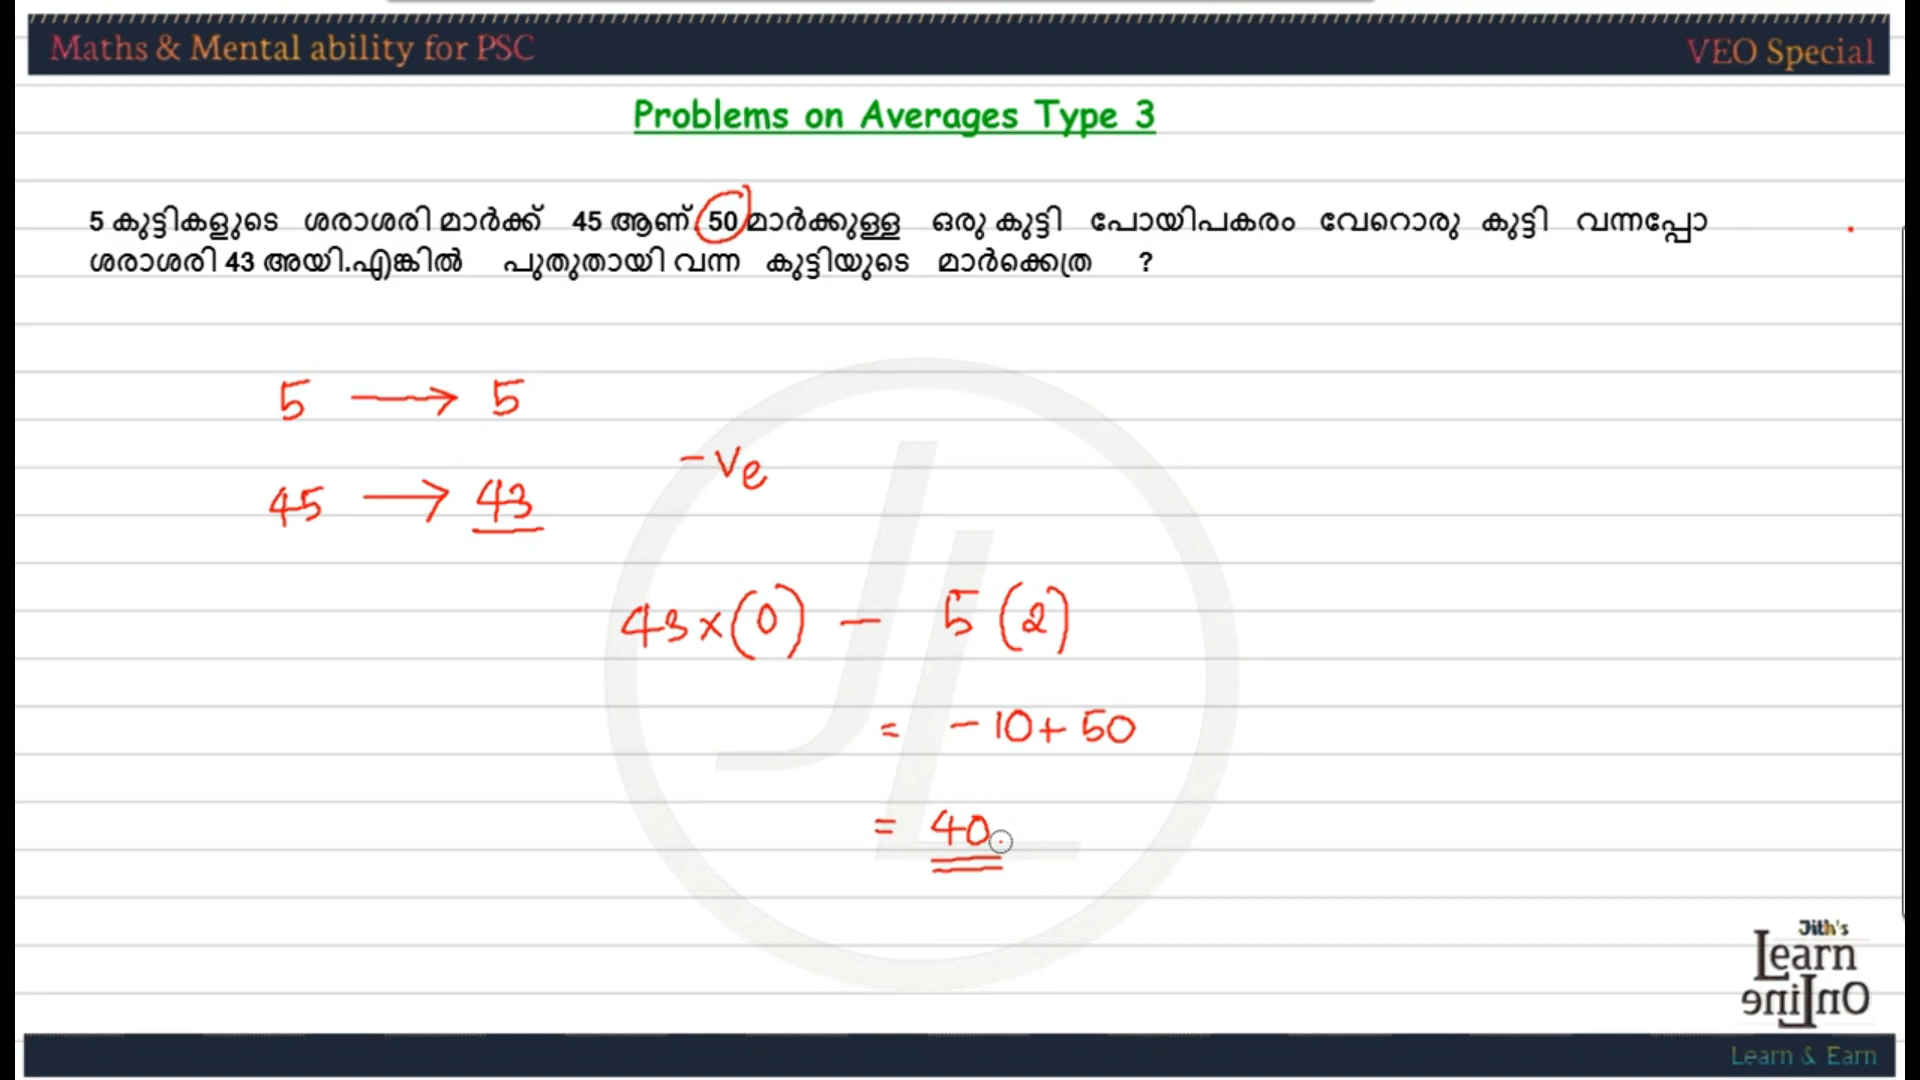 Maths & Mental ability for PSC
VEO Special
Problems on Averages Type 3
5 കുട്ടികളുടെ ശരാശരി മാർക്ക് 45 ആണ് 50 മാർക്കുള്ള ഒരു കുട്ടി പോയിപകരം വേറൊരു കുട്ടി വന്നപ്പോ
ശരാശരി 43 അയി.എങ്കിൽ പുതുതായി വന്ന കുട്ടിയുടെ മാർക്കെത്ര ?
5 → 5
-ve
45 → 43
43×(0) - 5(2)
= -10+50
= 40
JL
Jith's
Learn
OnLine
Learn & Earn